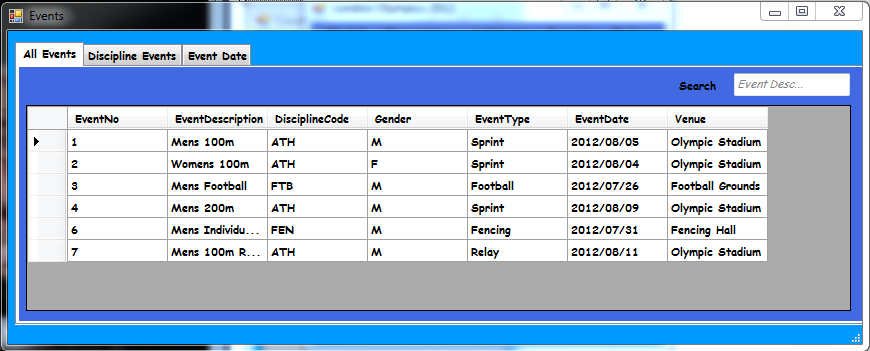 Events
London Olympics 2012
All Events Discipline Events Event Date
Search Event Desc...
EventNo EventDescription DisciplineCode Gender EventType EventDate Venue
1 Mens 100m ATH M Sprint 2012/08/05 Olympic Stadium
2 Womens 100m ATH F Sprint 2012/08/04 Olympic Stadium
3 Mens Football FTB M Football 2012/07/26 Football Grounds
4 Mens 200m ATH M Sprint 2012/08/09 Olympic Stadium
6 Mens Individu... FEN M Fencing 2012/07/31 Fencing Hall
7 Mens 100m R... ATH M Relay 2012/08/11 Olympic Stadium